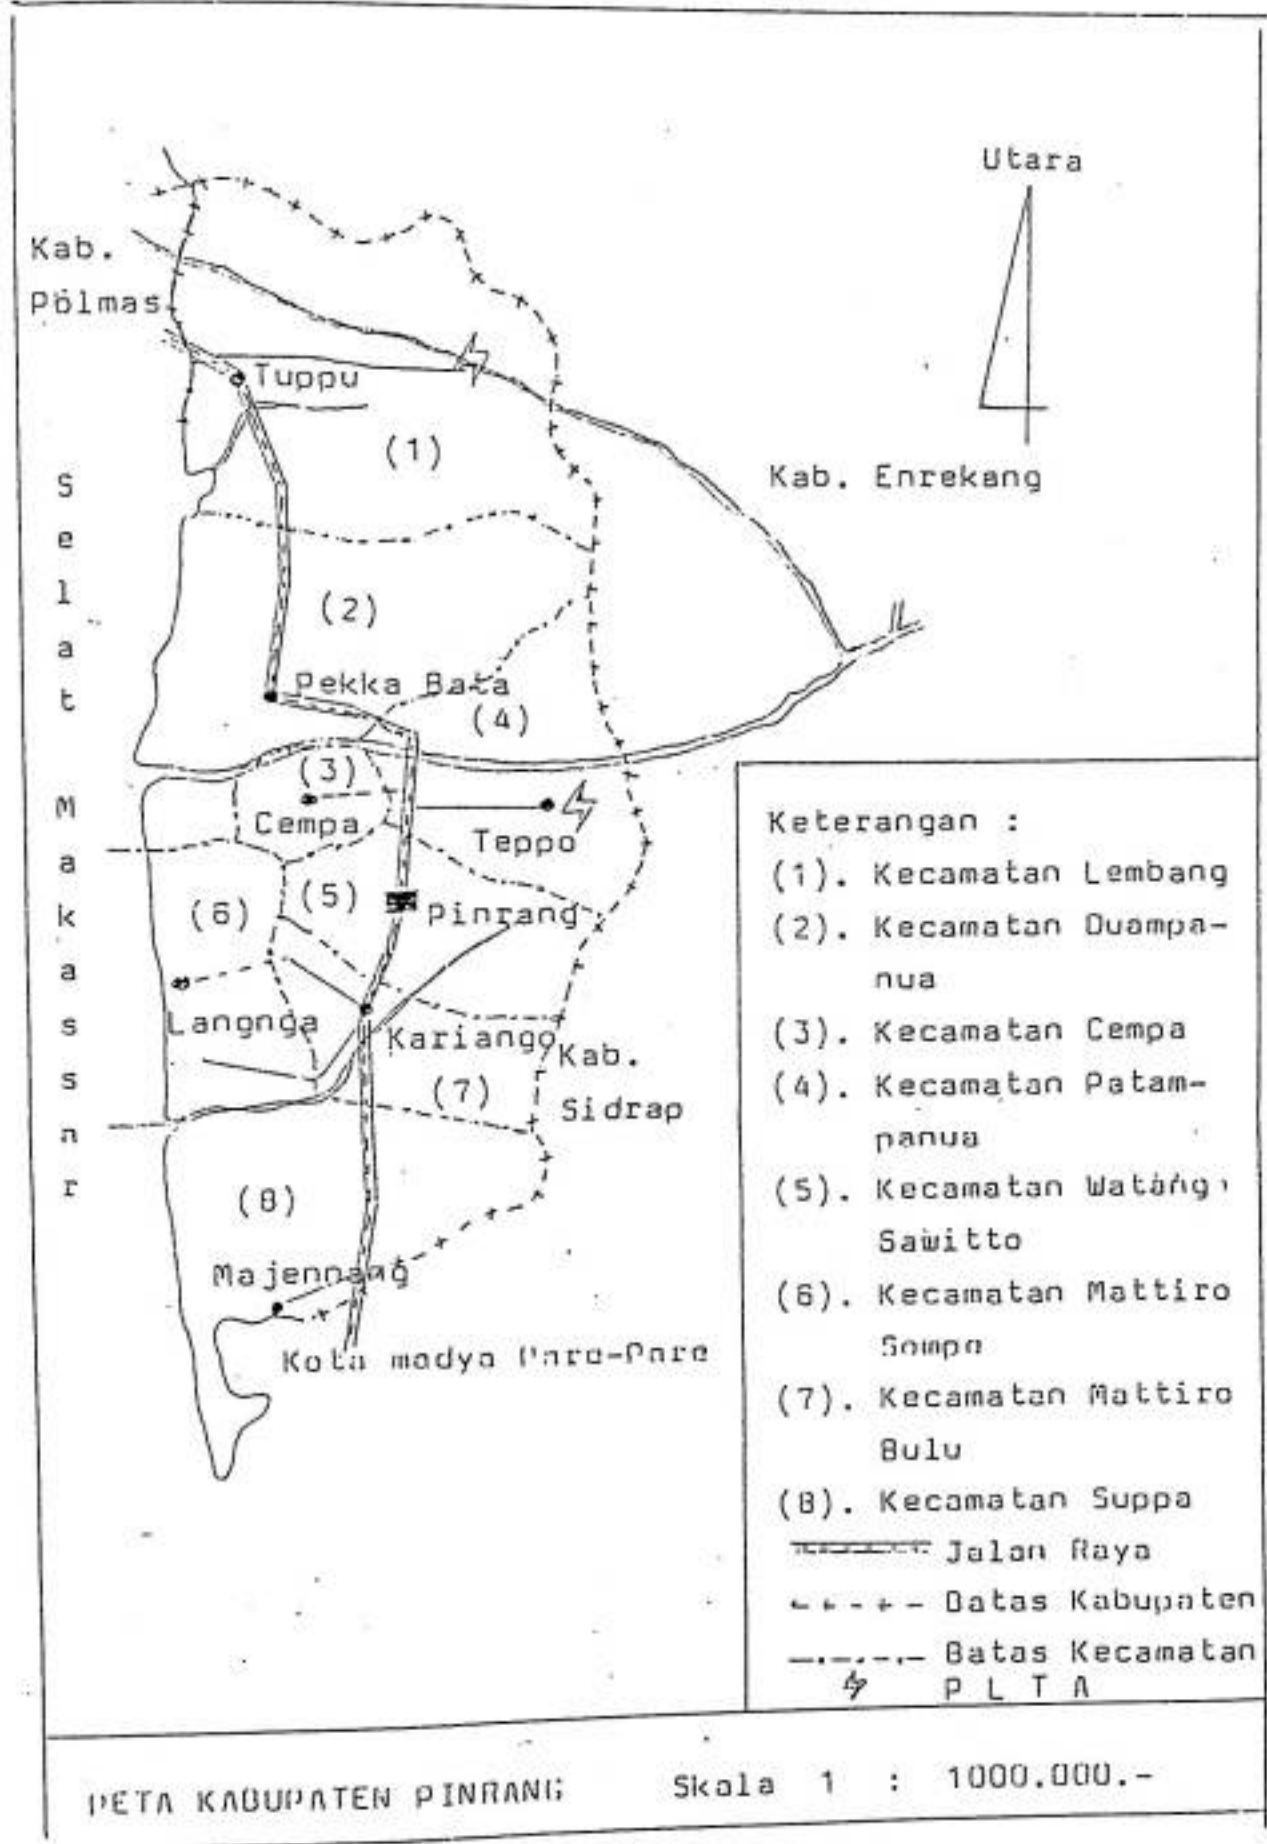 Utara
Kab.
Polmas
Tuppu
(1)
Kab. Enrekang
(2)
Pekka Bata
(4)
(3)
Cempa
Teppo
(6)
(5)
Pinrang
Langnga
Kariango
Kab.
Sidrap
(7)
(8)
Majennang
Kota madya Pare-Pare
Selat
Makassar
Keterangan :
(1). Kecamatan Lembang
(2). Kecamatan Duampa-
nua
(3). Kecamatan Cempa
(4). Kecamatan Patam-
panua
(5). Kecamatan Watang
Sawitto
(6). Kecamatan Mattiro
Sompa
(7). Kecamatan Mattiro
Bulu
(8). Kecamatan Suppa
Jalan Raya
Batas Kabupaten
Batas Kecamatan
P L T A
PETA KABUPATEN PINRANG Skala 1 : 1000.000.-